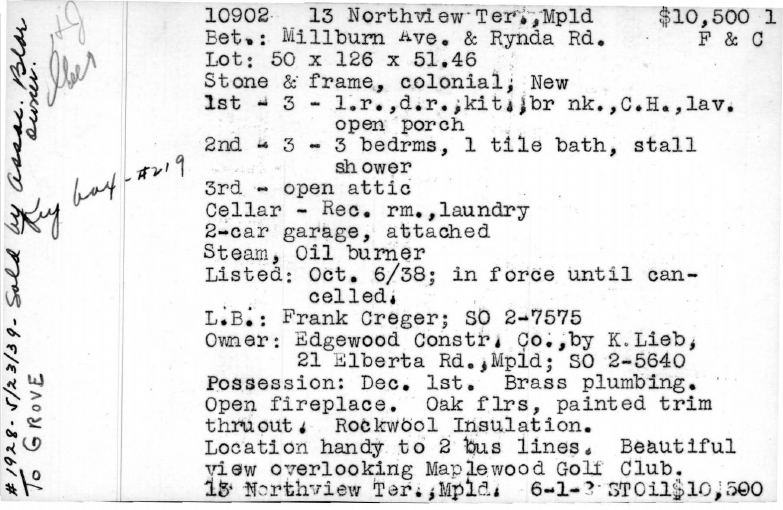 10902   13 Northview Ter., Mpld   $10,500 1
Bet.: Millburn Ave. & Rynda Rd.   F & C
Lot: 50 x 126 x 51.46
Stone & frame, colonial, New
1st - 3 - l.r.,d.r.,kit.,br nk.,C.H.,lav.
open porch
2nd - 3 - 3 bedrms, 1 tile bath, stall
shower
3rd - open attic
Cellar - Rec. rm.,laundry
2-car garage, attached
Steam, Oil burner
Listed: Oct. 6/38; in force until can-
celled.
L.B.: Frank Creger; SO 2-7575
Owner: Edgewood Constr. Co.,by K.Lieb,
21 Elberta Rd.,Mpld; SO 2-5640
Possession: Dec. 1st. Brass plumbing.
Open fireplace. Oak flrs, painted trim
thruout. Rockwool Insulation.
Location handy to 2 bus lines. Beautiful
view overlooking Maplewood Golf Club.
13 Northview Ter.,Mpld. 6-1-3 STOil$10,500
#1928-5/23/39- Sold by Assoc.
owner.
To GROVE
Key box - #219